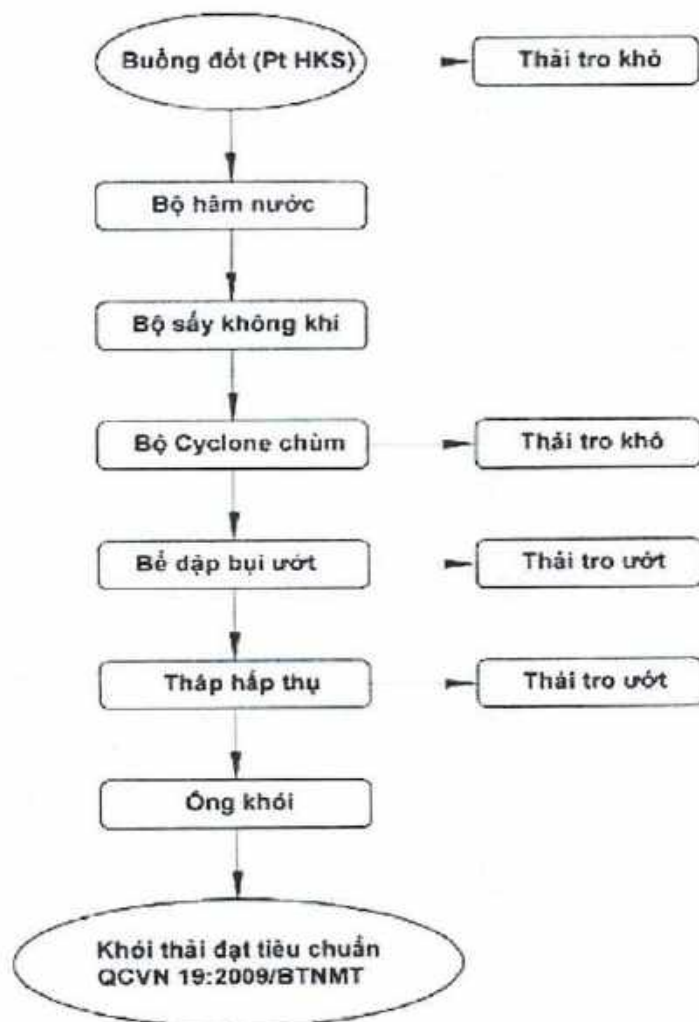 Buồng đốt (Pt HKS)
Thải tro khô
Bộ hâm nước
Bộ sấy không khí
Bộ Cyclone chùm
Thải tro khô
Bể dập bụi ướt
Thải tro ướt
Tháp hấp thụ
Thải tro ướt
Ống khói
Khói thải đạt tiêu chuẩn
QCVN 19:2009/BTNMT